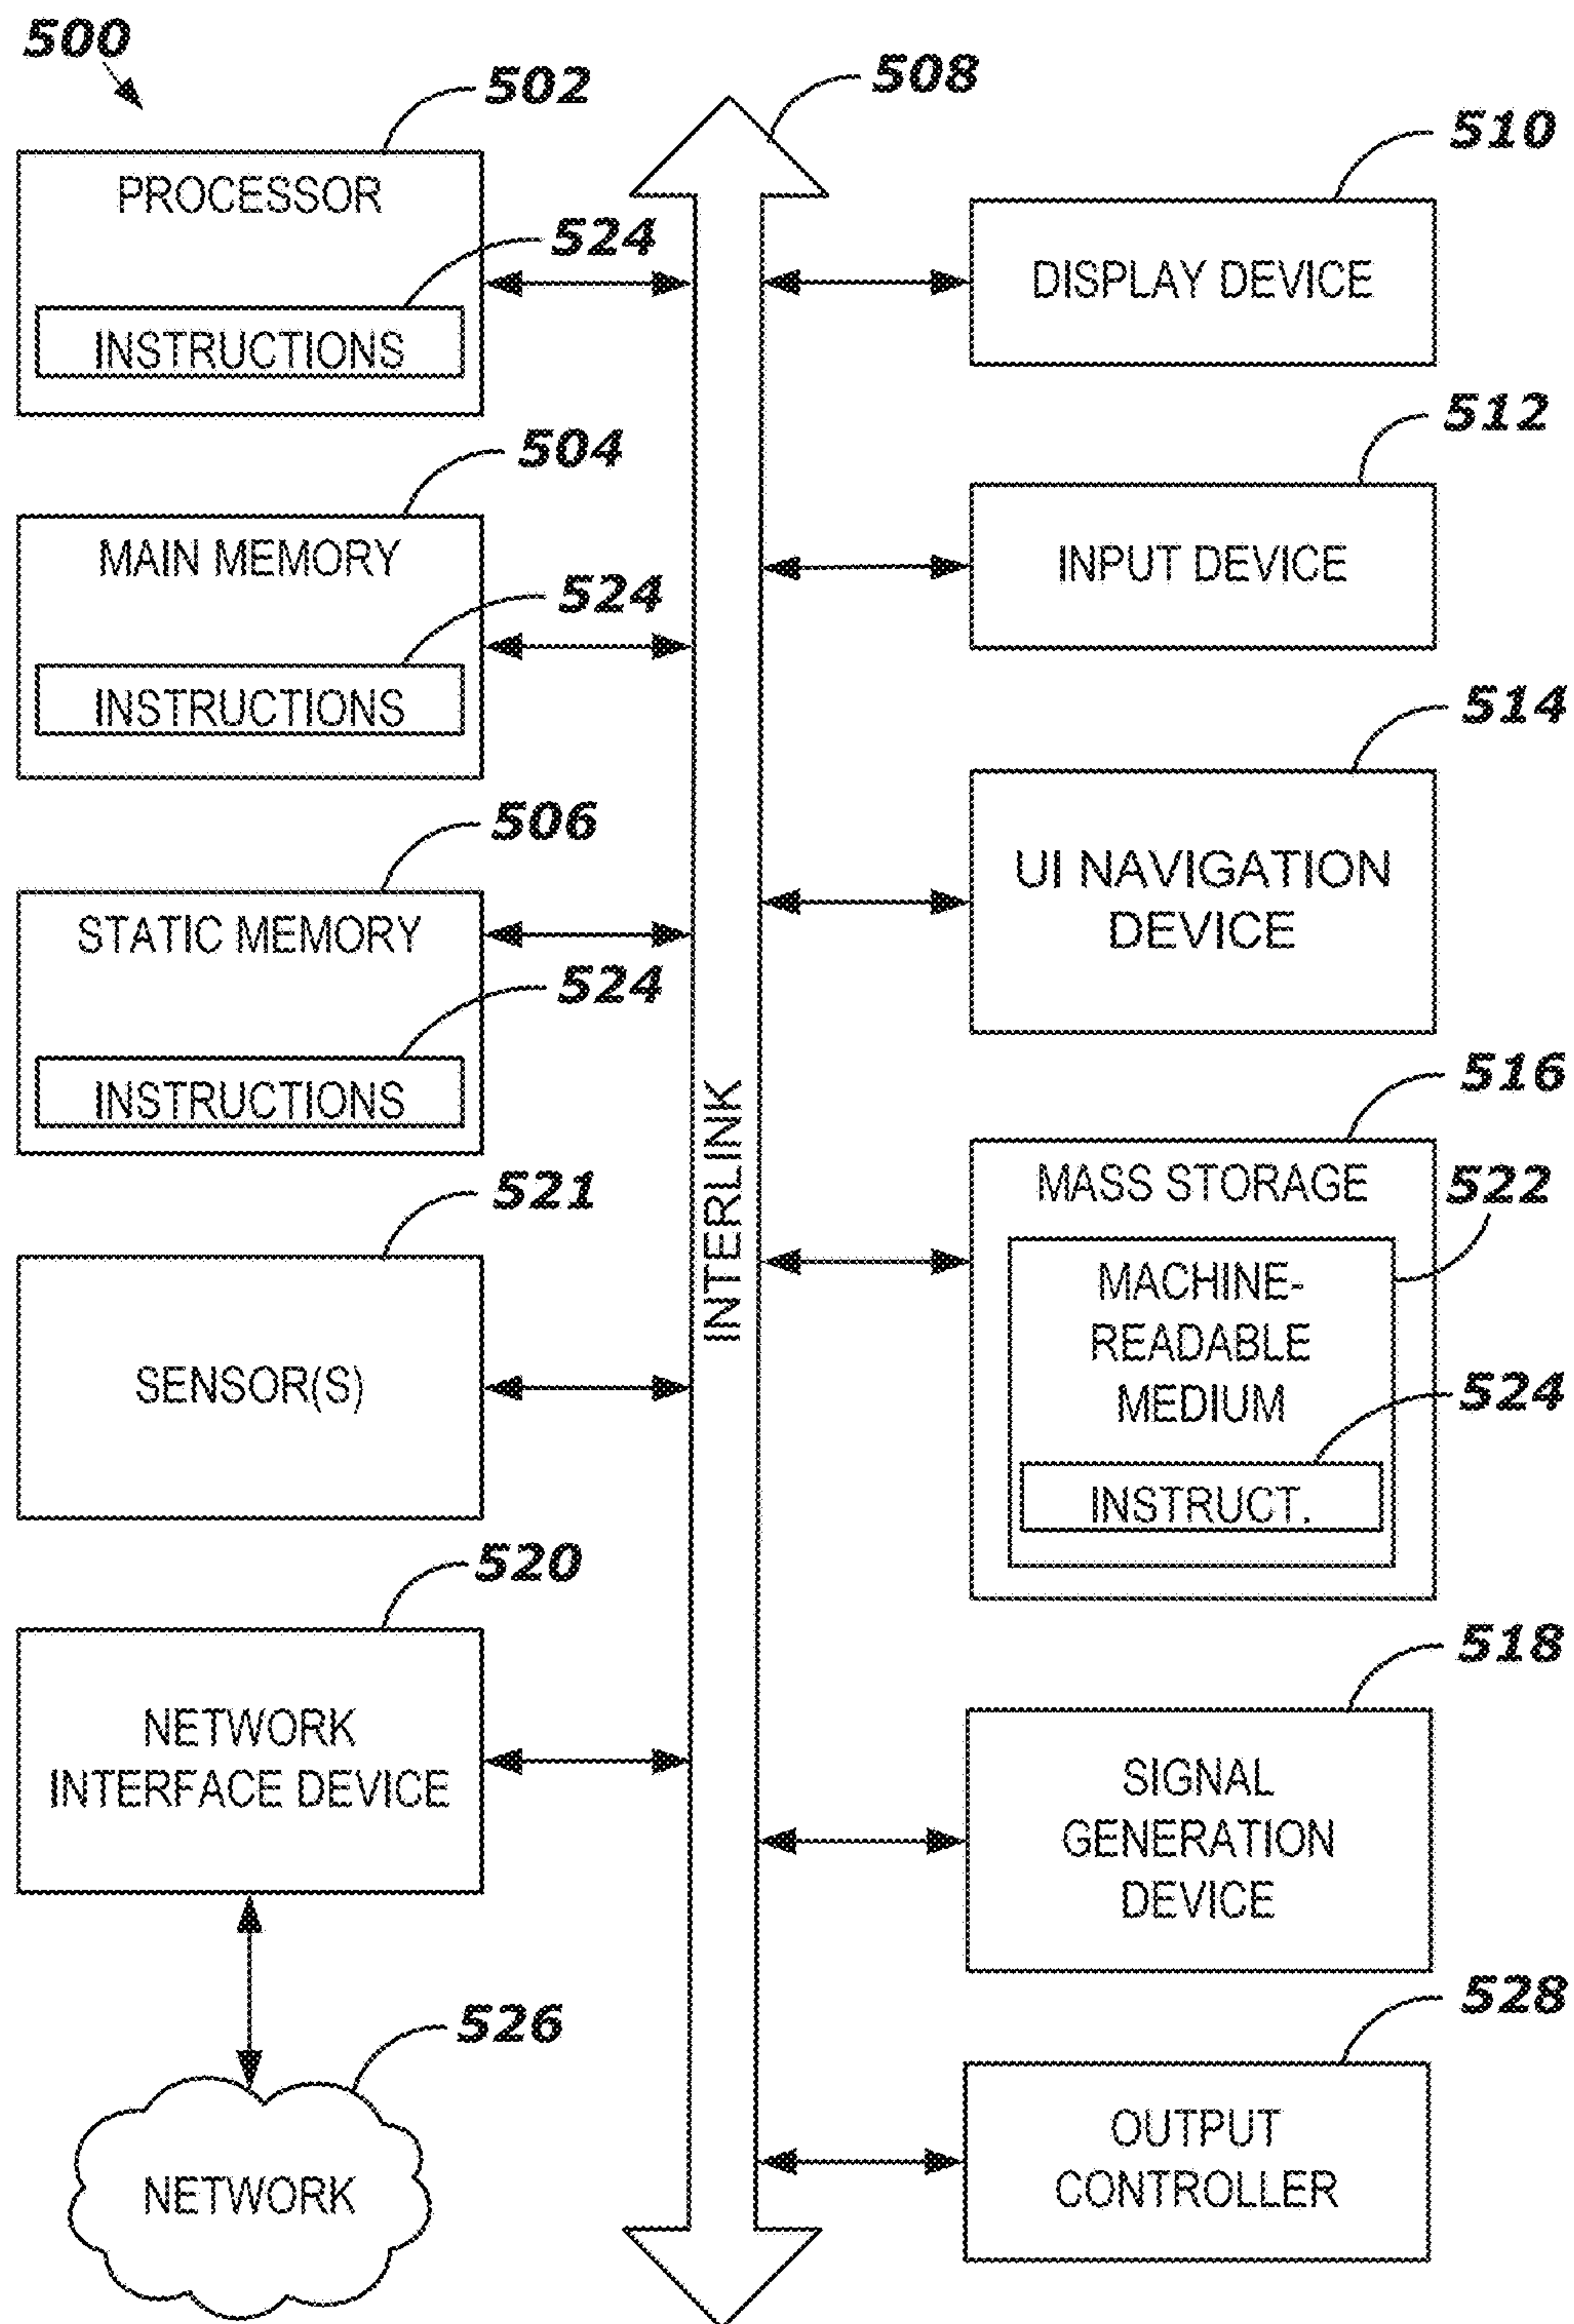 500
502
508
510
PROCESSOR
524
INSTRUCTIONS
DISPLAY DEVICE
504
512
MAIN MEMORY
524
INSTRUCTIONS
INPUT DEVICE
506
514
STATIC MEMORY
524
INSTRUCTIONS
UI NAVIGATION
DEVICE
INTERLINK
521
516
SENSOR(S)
MASS STORAGE
522
MACHINE-
READABLE
MEDIUM
524
INSTRUCT.
520
518
NETWORK
INTERFACE DEVICE
SIGNAL
GENERATION
DEVICE
526
528
NETWORK
OUTPUT
CONTROLLER